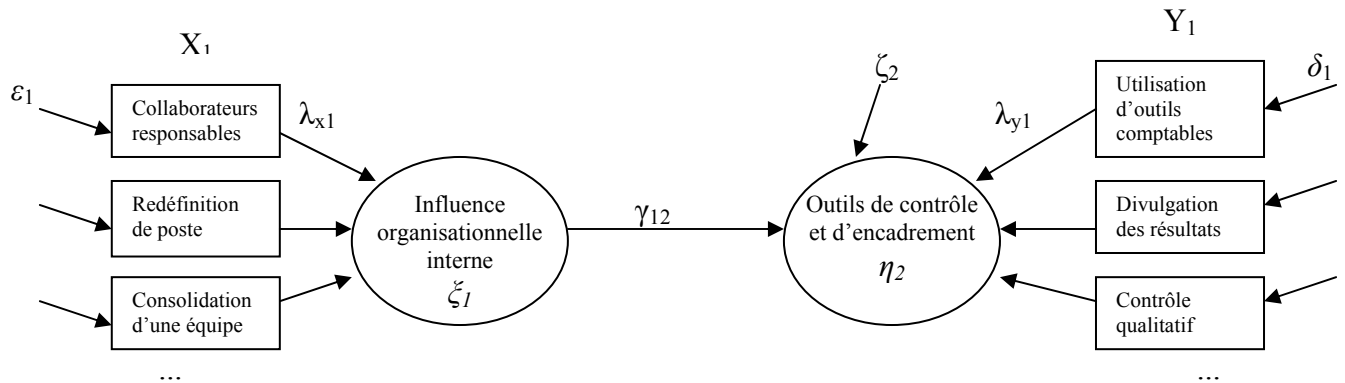 X₁
Y₁
ε₁
Collaborateurs
responsables
λx1
ζ₂
λy1
Utilisation
d’outils
comptables
δ₁
Redéfinition
de poste
Influence
organisationnelle
interne
ξ₁
γ₁₂
Outils de contrôle
et d’encadrement
η₂
Divulgation
des résultats
Consolidation
d’une équipe
Contrôle
qualitatif
...
...